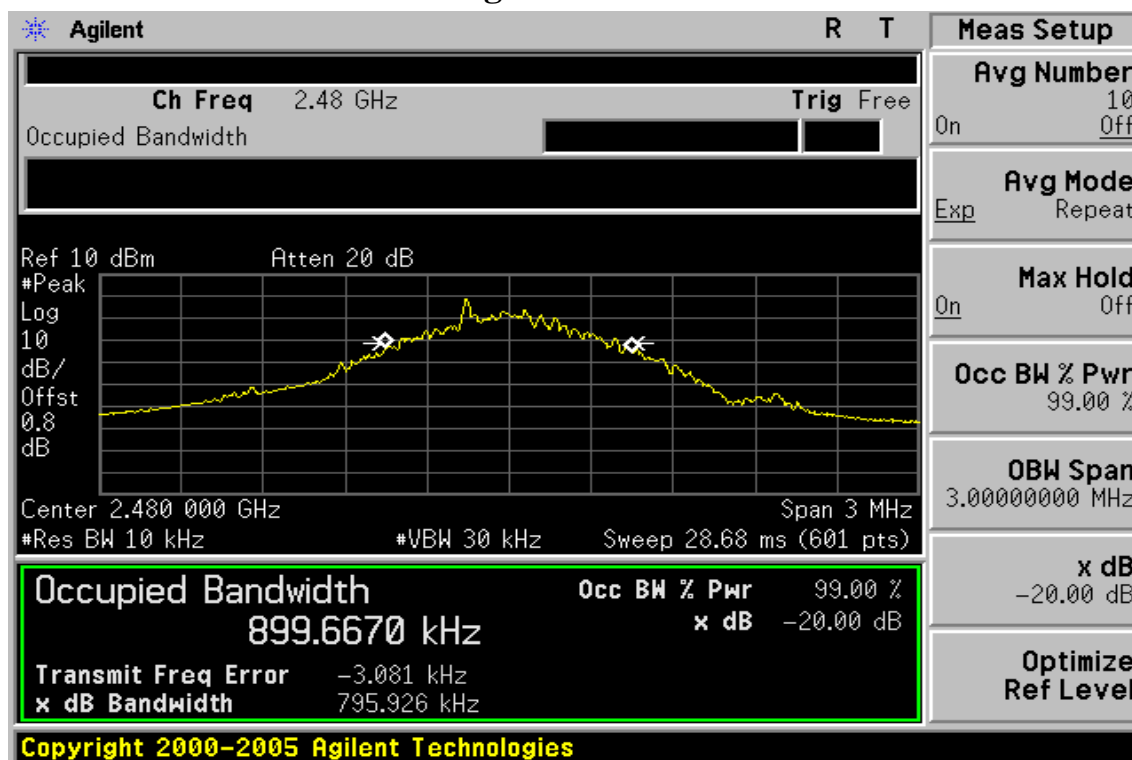 Agilent R T
Ch Freq 2.48 GHz Trig Free
Occupied Bandwidth
Ref 10 dBm Atten 20 dB
#Peak
Log
10
dB/
Offst
0.8
dB
Center 2.480 000 GHz Span 3 MHz
#Res BW 10 kHz #VBW 30 kHz Sweep 28.68 ms (601 pts)
Occupied Bandwidth Occ BW % Pwr 99.00 %
899.6670 kHz x dB -20.00 dB
Transmit Freq Error -3.081 kHz
x dB Bandwidth 795.926 kHz
Copyright 2000-2005 Agilent Technologies
Meas Setup
Avg Number
10
On Off
Avg Mode
Exp Repeat
Max Hold
On Off
Occ BW % Pwr
99.00 %
OBW Span
3.00000000 MHz
x dB
-20.00 dB
Optimize
Ref Level